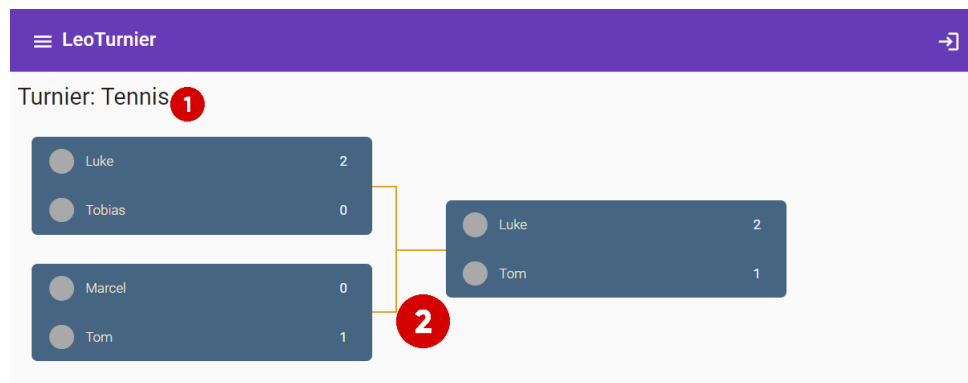 LeoTurnier
Turnier: Tennis 1
Luke 2
Tobias 0
Marcel 0
Tom 1
2
Luke 2
Tom 1